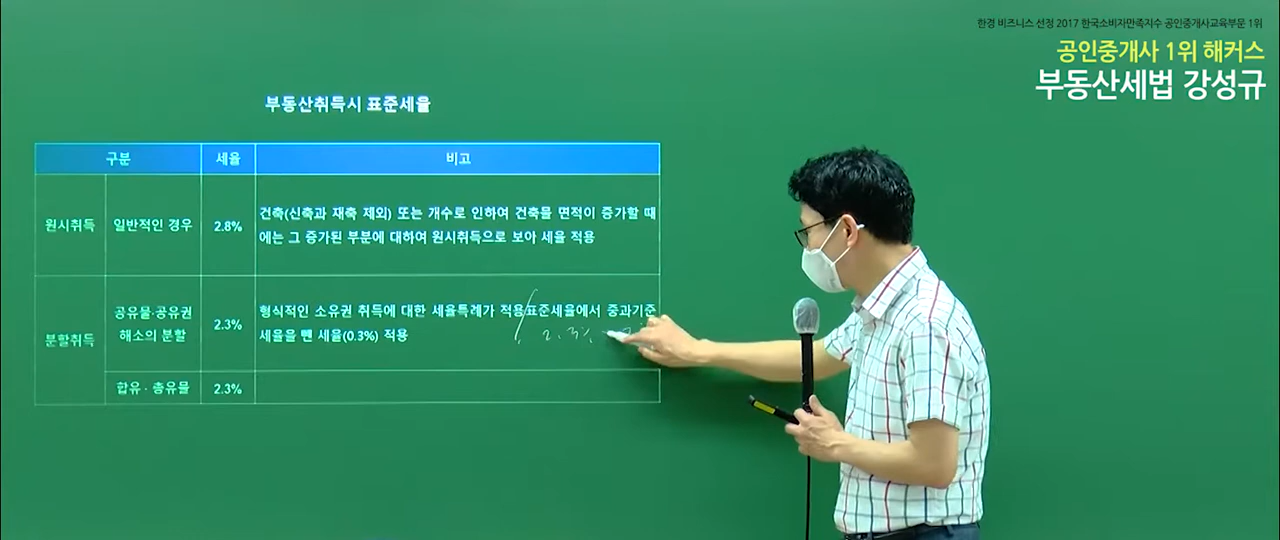 한경 비즈니스 선정 2017 한국소비자만족지수 공인중개사교육부문 1위
공인중개사 1위 해커스
부동산세법 강성규
부동산취득시 표준세율
구분 세율 비고
원시취득 일반적인 경우 2.8% 건축(신축과 재축 제외) 또는 개수로 인하여 건축물 면적이 증가할 때
에는 그 증가된 부분에 대하여 원시취득으로 보아 세율 적용
분할취득 공유물·공유권
해소의 분할 2.3% 형식적인 소유권 취득에 대한 세율특례가 적용 표준세율에서 중과기준
세율을 뺀 세율(0.3%) 적용
2.3%
합유·총유물 2.3%